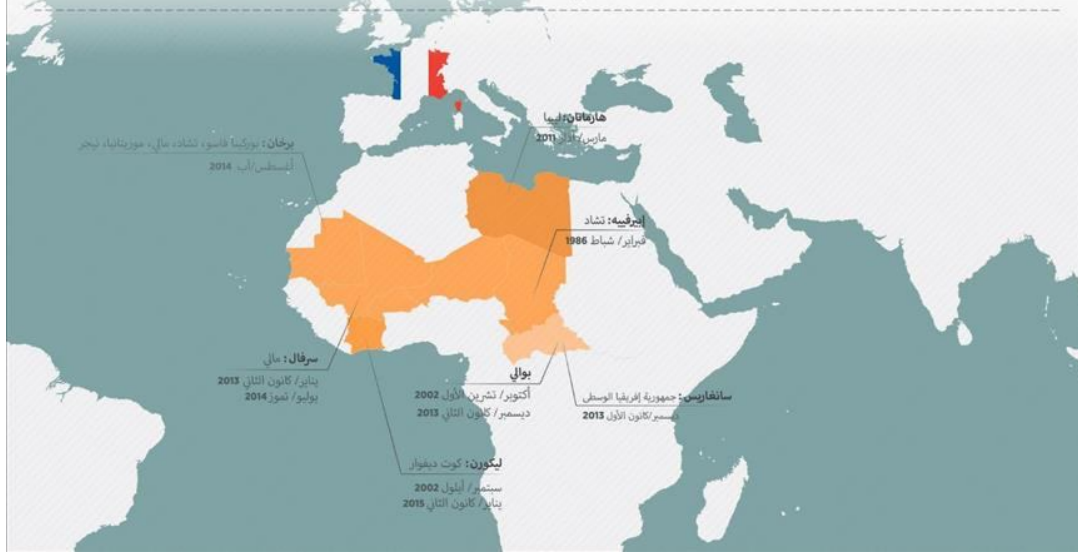 هارماتان: ليبيا
مارس/ آذار 2011
برخان: بوركينا فاسو، تشاد، مالي، موريتانيا، نيجر
أغسطس/آب 2014
إيبرفييه: تشاد
فبراير/ شباط 1986
سرفال: مالي
يناير/ كانون الثاني 2013
يوليو/ تموز 2014
بوالي
أكتوبر/ تشرين الأول 2002
ديسمبر/ كانون الثاني 2013
سانغاريس: جمهورية إفريقيا الوسطى
ديسمبر/كانون الأول 2013
ليكورن: كوت ديفوار
سبتمبر/ أيلول 2002
يناير/ كانون الثاني 2015